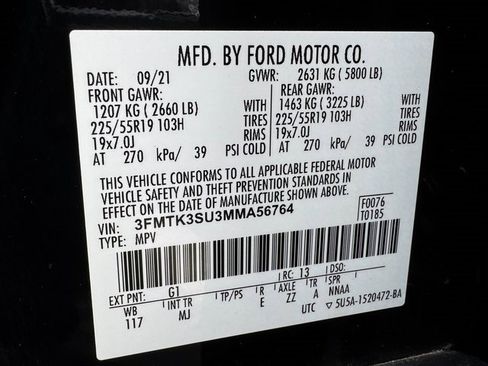 MFD. BY FORD MOTOR CO.
DATE: 09/21 GVWR: 2631 KG ( 5800 LB)
FRONT GAWR: REAR GAWR:
1207 KG ( 2660 LB) WITH 1463 KG ( 3225 LB) WITH
225/55R19 103H TIRES 225/55R19 103H TIRES
19x7.0J RIMS 19x7.0J RIMS
AT 270 kPa/ 39 PSI COLD AT 270 kPa/ 39 PSI COLD
THIS VEHICLE CONFORMS TO ALL APPLICABLE FEDERAL MOTOR
VEHICLE SAFETY AND THEFT PREVENTION STANDARDS IN
EFFECT ON THE DATE OF MANUFACTURE SHOWN ABOVE.
VIN: 3FMTK3SU3MMA56764 F0076
TYPE: MPV T0185
EXT PNT: G1 RC: 13 DSO:
WB INT TR TP/PS R AXLE TR SPR
117 MJ E ZZ A NNAA
UTC ▽5U5A-1520472-BA